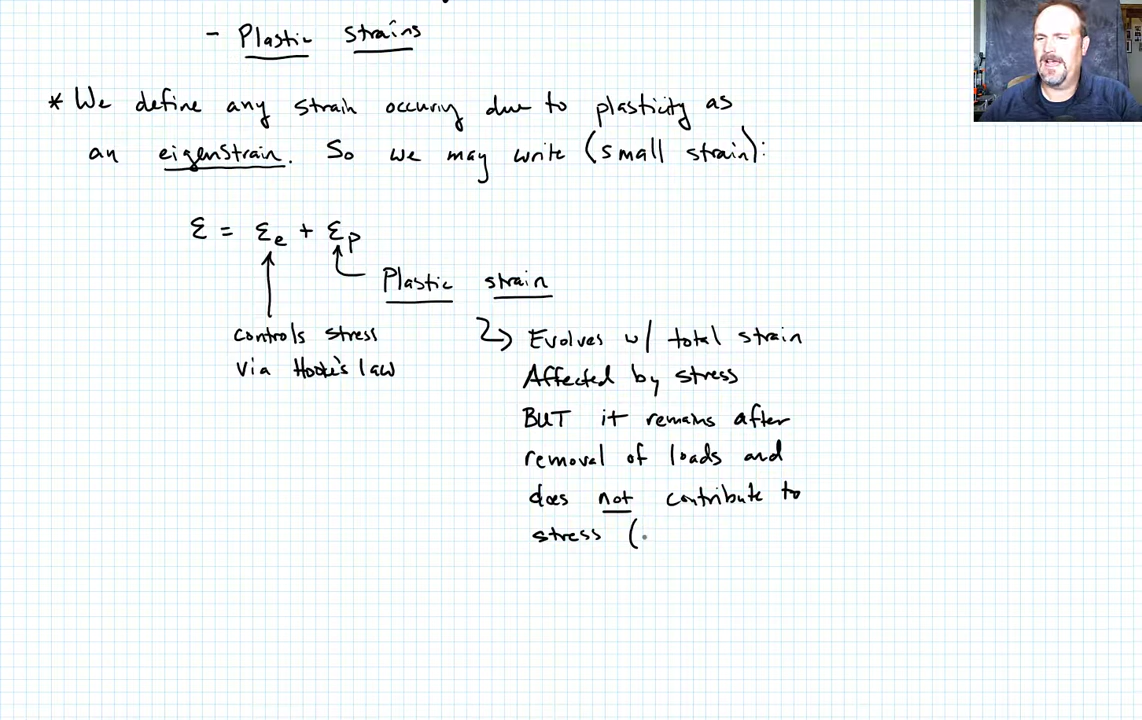 - Plastic strains
* We define any strain occuring due to plasticity as
an eigenstrain. So we may write (small strain):
ε = εe + εp
Plastic strain
controls stress
via Hooke's law
Evolves w/ total strain
Affected by stress
BUT it remains after
removal of loads and
does not contribute to
stress (